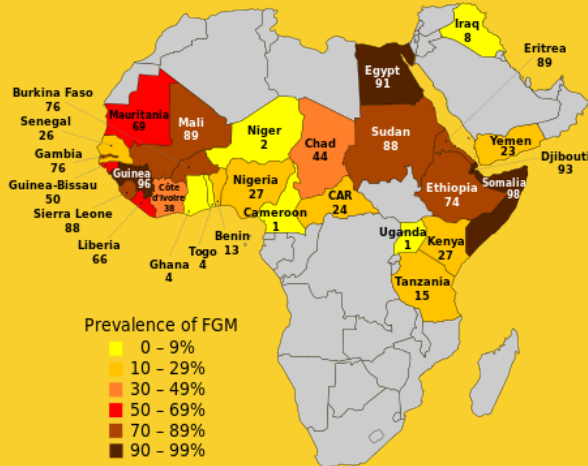 Iraq
8
Eritrea
89
Egypt
91
Burkina Faso
76
Mauritania
69
Mali
89
Senegal
26
Niger
2
Chad
44
Sudan
88
Yemen
23
Gambia
76
Djibouti
93
Guinea
96
Côte
d'Ivoire
38
Nigeria
27
Guinea-Bissau
50
Ethiopia
74
Somalia
98
CAR
24
Cameroon
1
Sierra Leone
88
Uganda
1
Kenya
27
Liberia
66
Benin
13
Togo
4
Ghana
4
Tanzania
15
Prevalence of FGM
0 – 9%
10 – 29%
30 – 49%
50 – 69%
70 – 89%
90 – 99%